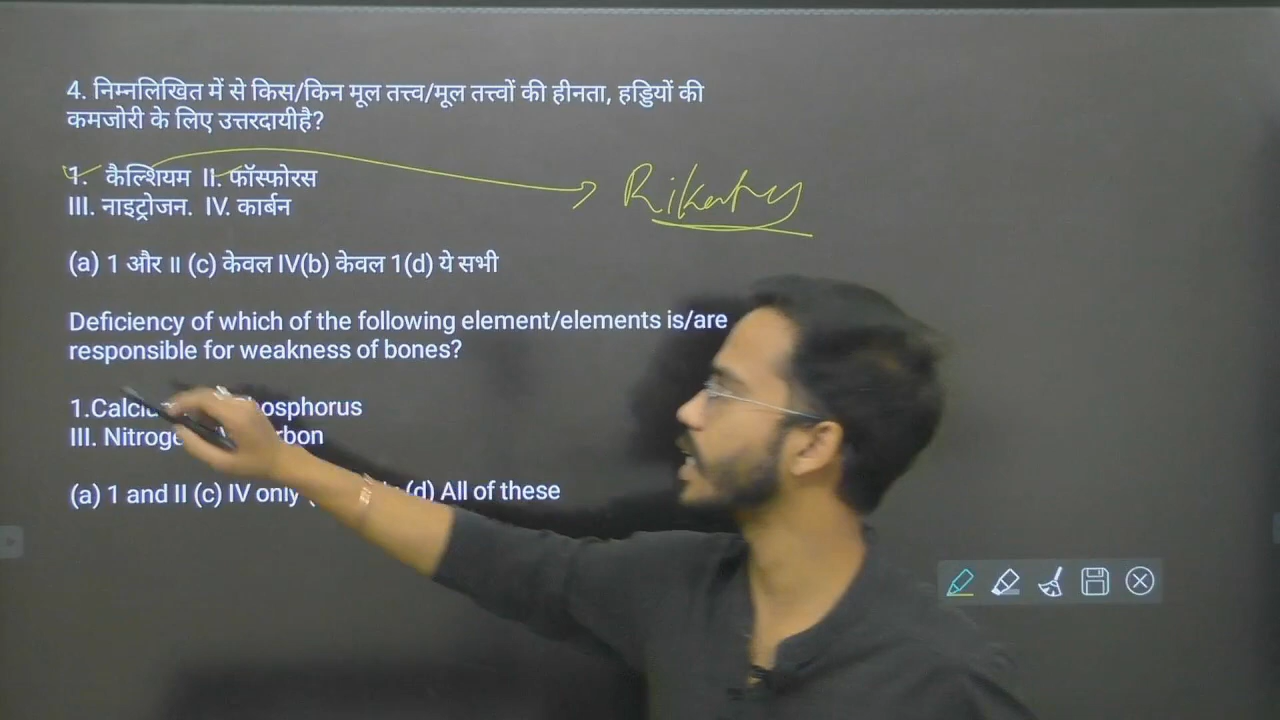 4. निम्नलिखित में से किस/किन मूल तत्त्व/मूल तत्त्वों की हीनता, हड्डियों की
कमजोरी के लिए उत्तरदायीहै?
1. कैल्शियम II. फॉस्फोरस
III. नाइट्रोजन. IV. कार्बन
(a) 1 और II (c) केवल IV(b) केवल 1(d) ये सभी
Deficiency of which of the following element/elements is/are
responsible for weakness of bones?
1.Calciu osphorus
III. Nitroge rbon
(a) 1 and II (c) IV only (d) All of these